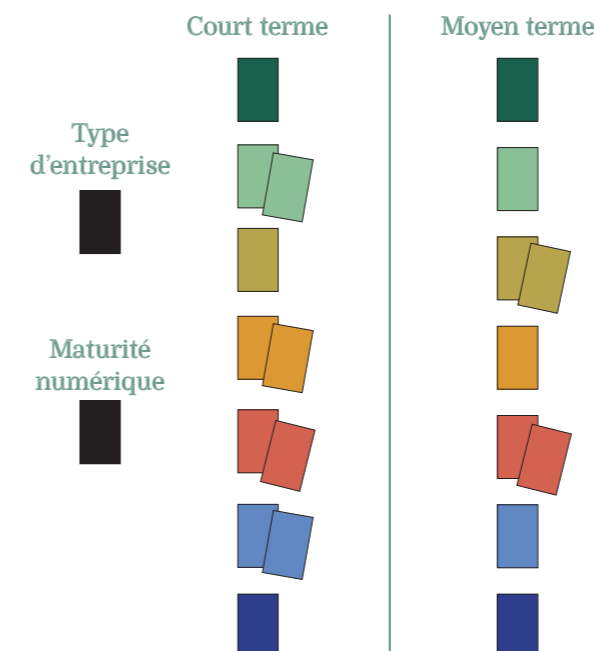 Court terme
Moyen terme
Type
d'entreprise
Maturité
numérique